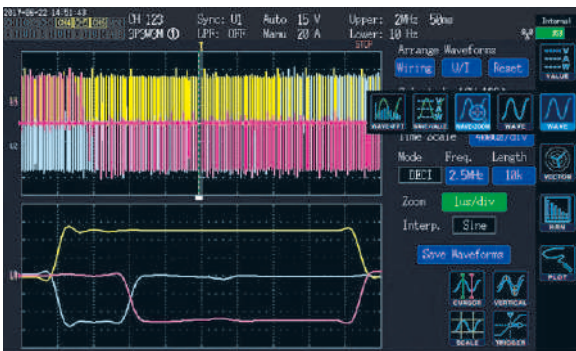 2017-06-22 14:51:43
CH 123 Sync: U1 Auto 15 V Upper: 2MHz 50ms Internal
3P3W3M LPF: OFF Manu 20 A Lower: 10 Hz
STOP
Arrange Waveforms
Wiring U/I Reset
VALUE
WAVE+FFT WAVE+VALUE WAVE+ZOOM WAVE WAVE
Time Scale
Mode Freq. Length
DECI 2.5MHz 10k
VECTOR
Zoom 1us/div
Interp. Sine
Save Waveforms
PLOT
CURSOR VERTICAL
SCALE TRIGGER